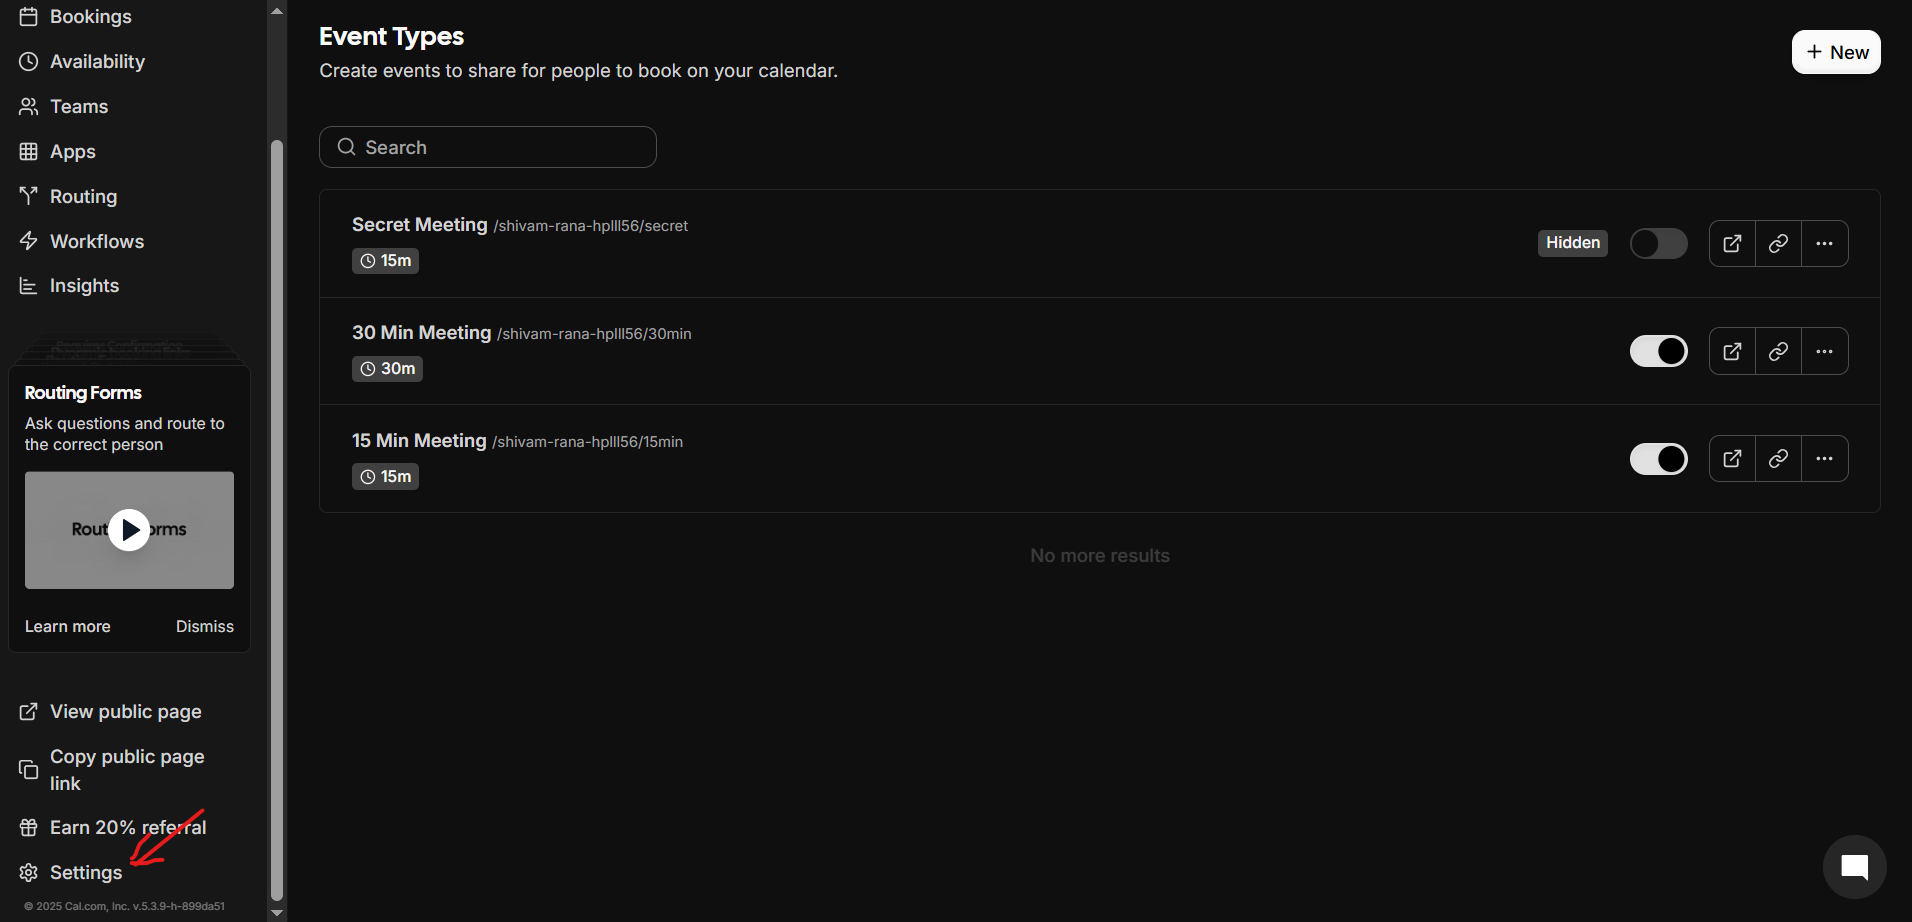 Bookings
Availability
Teams
Apps
Routing
Workflows
Insights
Routing Forms
Ask questions and route to
the correct person
Learn more Dismiss
View public page
Copy public page
link
Earn 20% referral
Settings
© 2025 Cal.com, Inc. v.5.3.9-h-899da51
Event Types
Create events to share for people to book on your calendar.
+ New
Search
Secret Meeting /shivam-rana-hplll56/secret
15m
Hidden
30 Min Meeting /shivam-rana-hplll56/30min
30m
15 Min Meeting /shivam-rana-hplll56/15min
15m
No more results